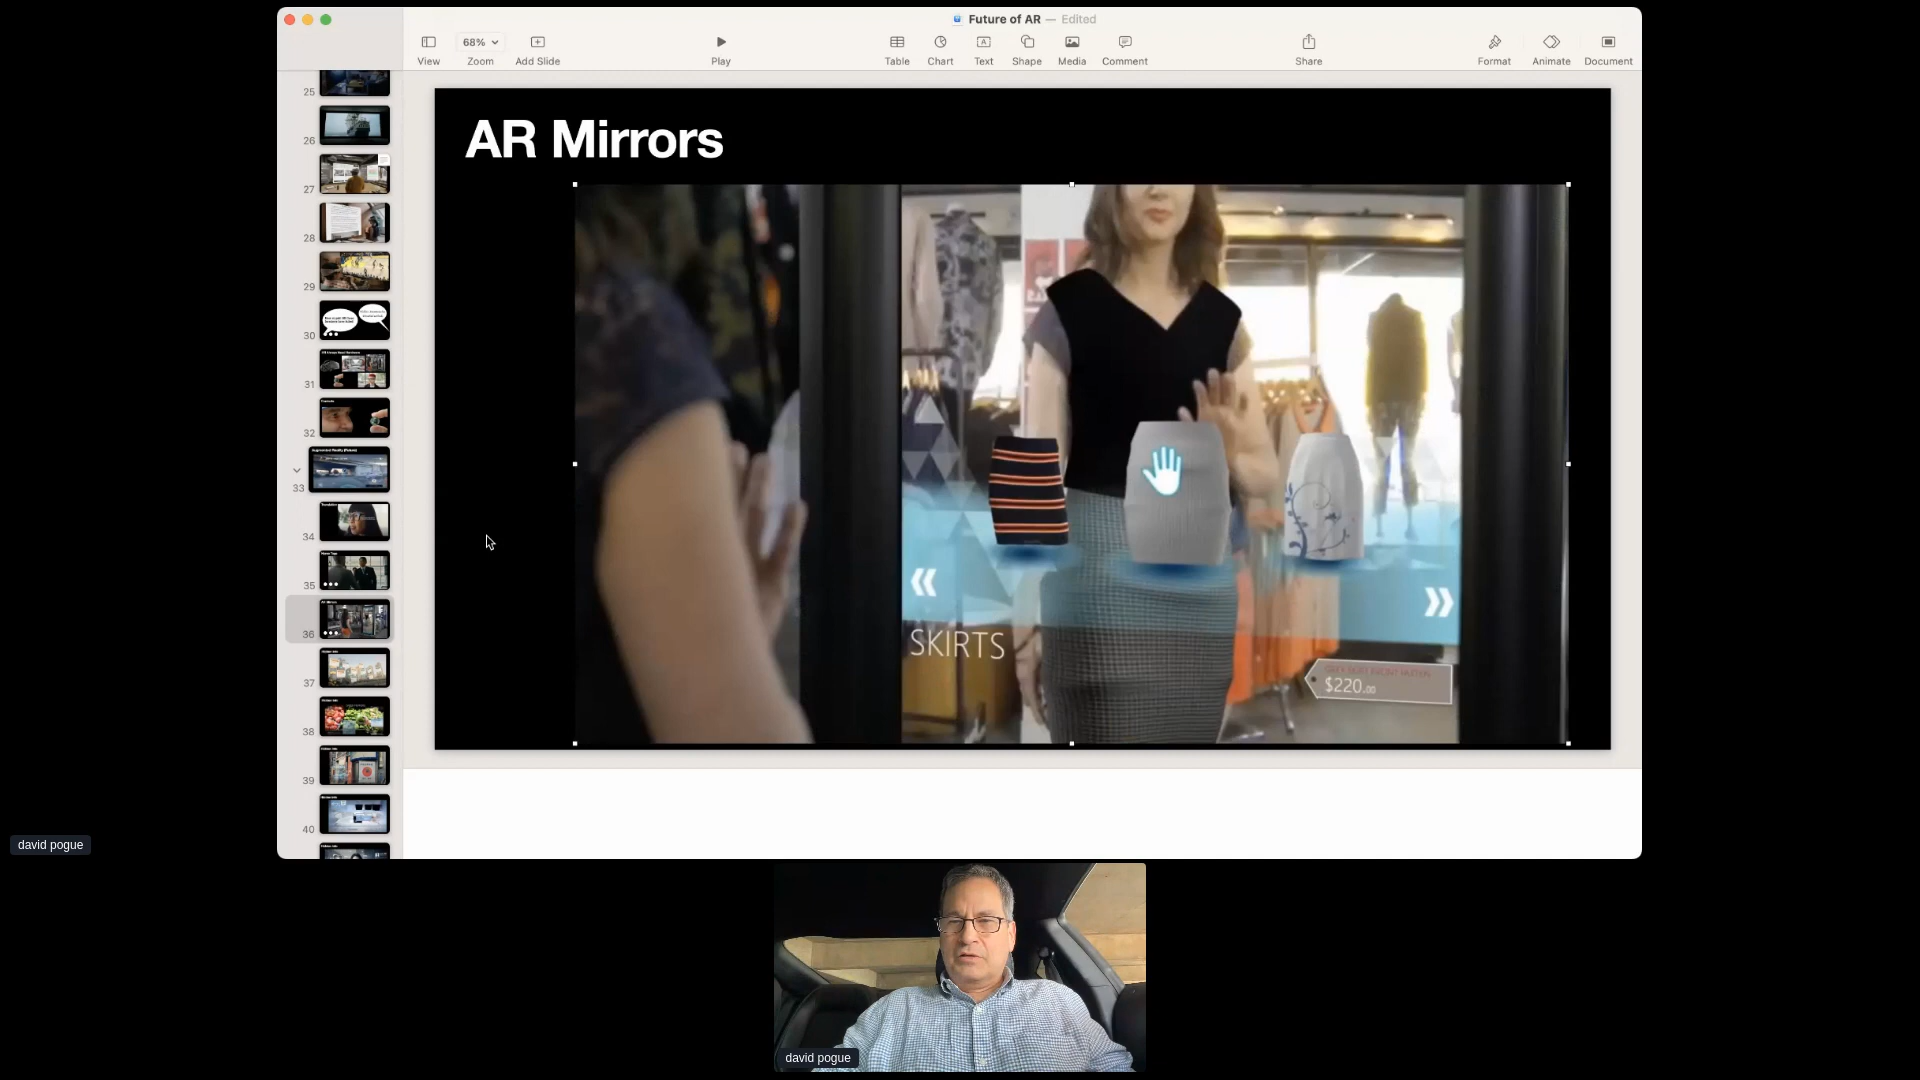 Future of AR — Edited
68%
View
Zoom
Add Slide
Play
Table
Chart
Text
Shape
Media
Comment
Share
Format
Animate
Document
25
26
27
28
29
30
31
32
33
34
35
36
37
38
39
40
AR Mirrors
SKIRTS
$220.00
david pogue
david pogue